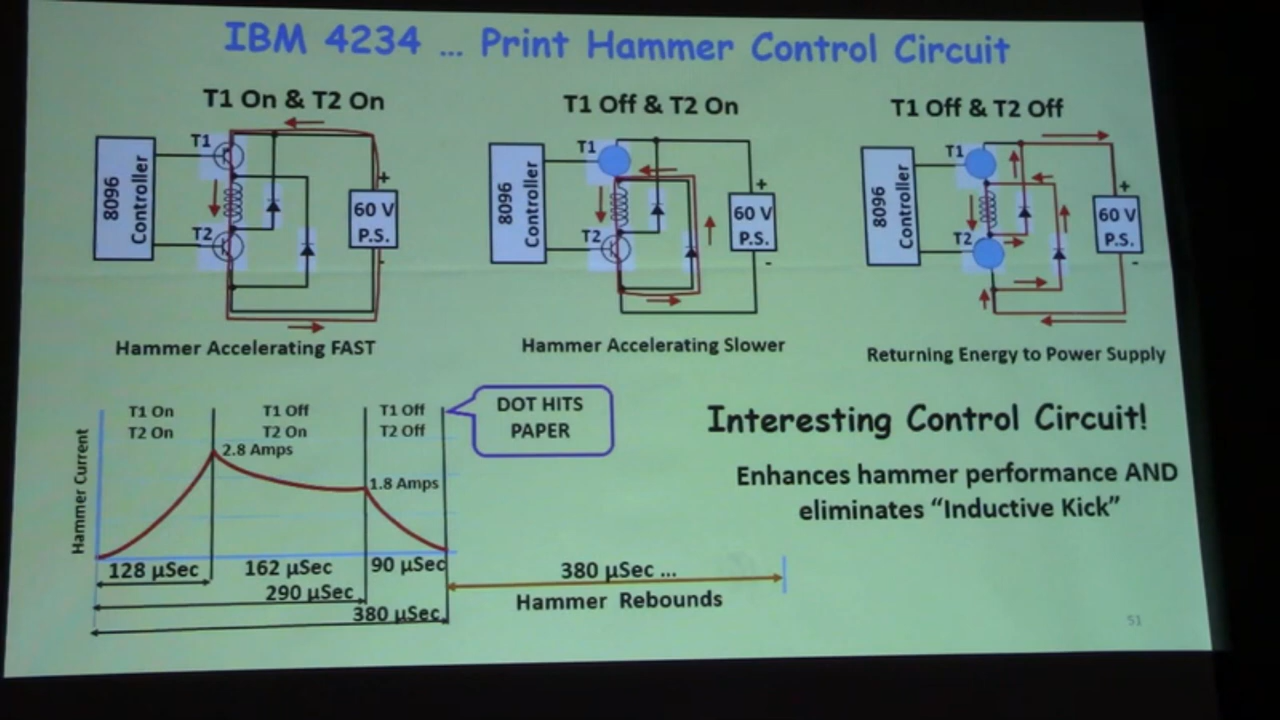 IBM 4234 ... Print Hammer Control Circuit
T1 On & T2 On
T1
T2
8096
Controller
+
60 V
P.S.
-
Hammer Accelerating FAST
T1 Off & T2 On
T1
T2
8096
Controller
+
60 V
P.S.
-
Hammer Accelerating Slower
T1 Off & T2 Off
T1
T2
8096
Controller
+
60 V
P.S.
-
Returning Energy to Power Supply
Hammer Current
T1 On
T2 On
T1 Off
T2 On
T1 Off
T2 Off
2.8 Amps
1.8 Amps
DOT HITS
PAPER
128 µSec
162 µSec
90 µSec
290 µSec
380 µSec
380 µSec ...
Hammer Rebounds
Interesting Control Circuit!
Enhances hammer performance AND
eliminates “Inductive Kick”
51